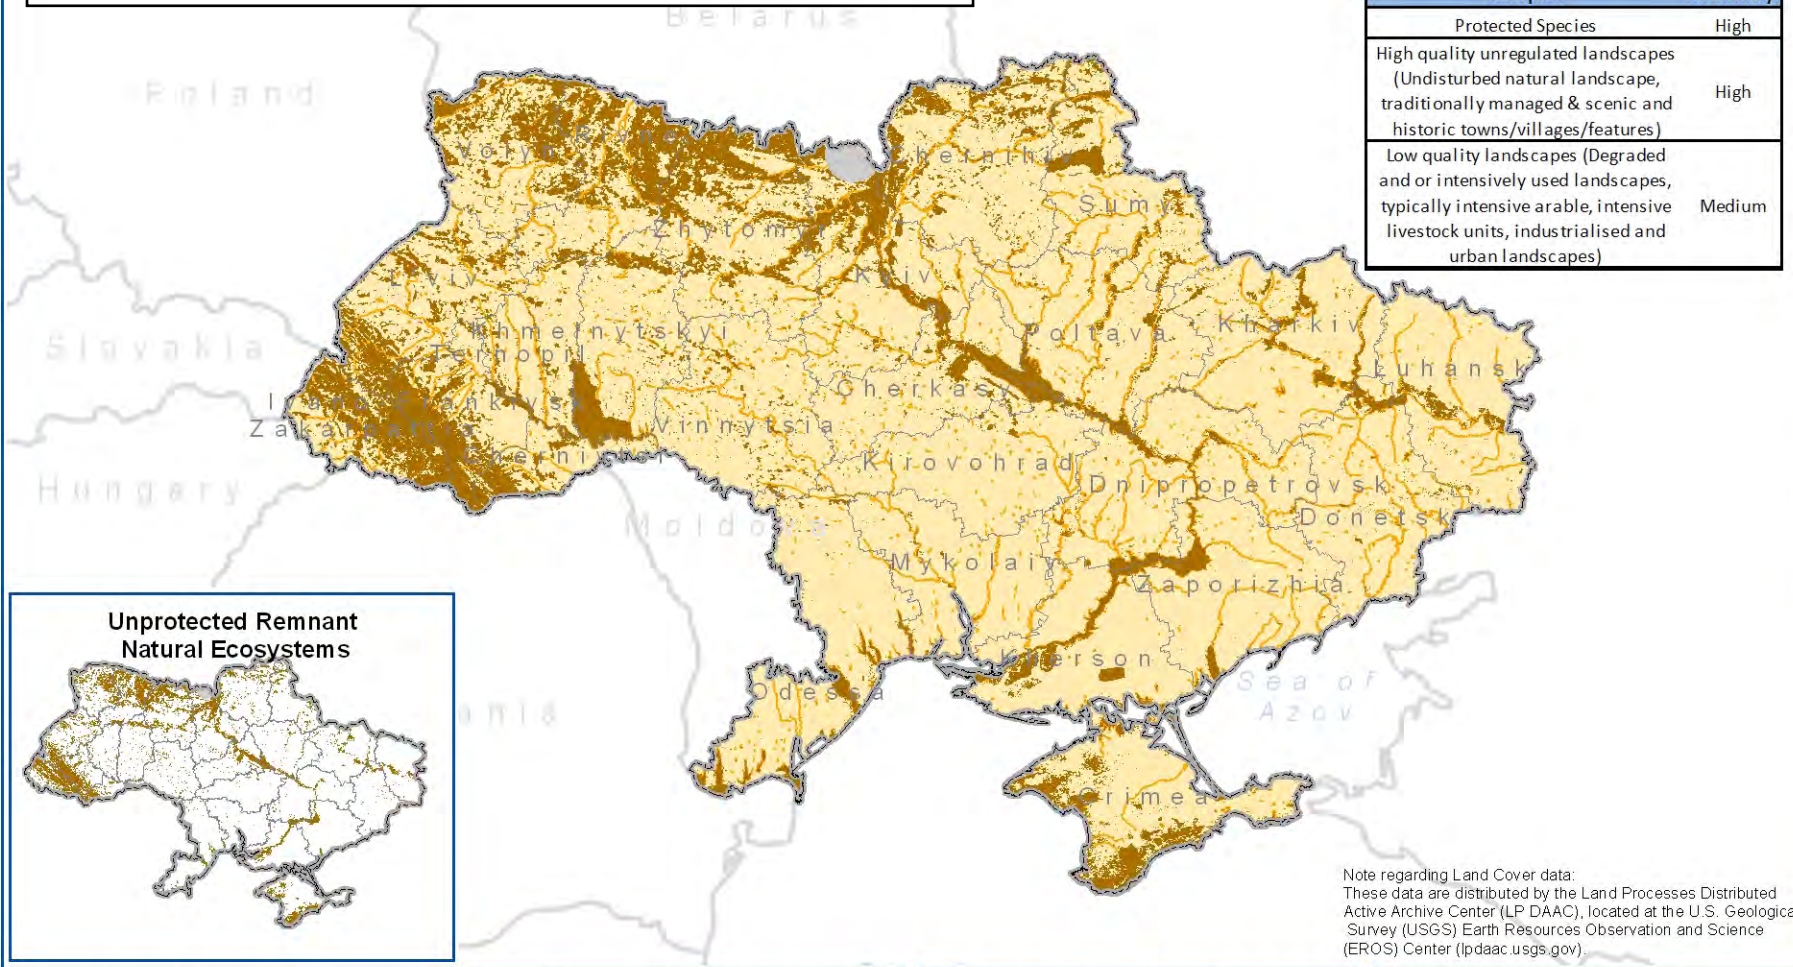 Protected Species High
High quality unregulated landscapes
(Undisturbed natural landscape,
traditionally managed & scenic and
historic towns/villages/features)
High
Low quality landscapes (Degraded
and or intensively used landscapes,
typically intensive arable, intensive
livestock units, industrialised and
urban landscapes)
Medium
Belarus
Poland
Slovakia
Hungary
Moldova
Volyn
Rivne
Chernihiv
Sumy
Zhytomyr
Kyiv
L'viv
Khmelnytskyi
Ternopil
Poltava
Kharkiv
Luhansk
Cherkasy
Ivano-Frankivsk
Zakarpattia
Vinnytsia
Chernivtsi
Kirovohrad
Dnipropetrovsk
Donetsk
Mykolaiv
Zaporizhia
Kherson
Odessa
Crimea
Sea of
Azov
Unprotected Remnant
Natural Ecosystems
Note regarding Land Cover data:
These data are distributed by the Land Processes Distributed
Active Archive Center (LP DAAC), located at the U.S. Geologica
Survey (USGS) Earth Resources Observation and Science
(EROS) Center (lpdaac.usgs.gov).